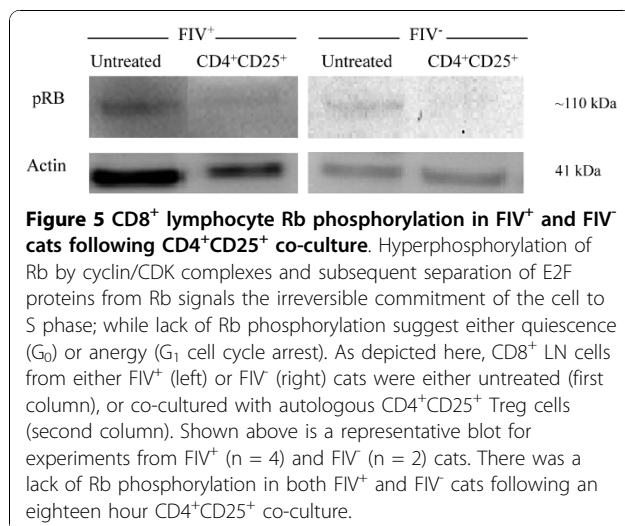 FIV⁺ FIV⁻
Untreated CD4⁺CD25⁺ Untreated CD4⁺CD25⁺
pRB ~110 kDa
Actin 41 kDa
Figure 5 CD8⁺ lymphocyte Rb phosphorylation in FIV⁺ and FIV⁻
cats following CD4⁺CD25⁺ co-culture. Hyperphosphorylation of
Rb by cyclin/CDK complexes and subsequent separation of E2F
proteins from Rb signals the irreversible commitment of the cell to
S phase; while lack of Rb phosphorylation suggest either quiescence
(G₀) or anergy (G₁ cell cycle arrest). As depicted here, CD8⁺ LN cells
from either FIV⁺ (left) or FIV⁻ (right) cats were either untreated (first
column), or co-cultured with autologous CD4⁺CD25⁺ Treg cells
(second column). Shown above is a representative blot for
experiments from FIV⁺ (n = 4) and FIV⁻ (n = 2) cats. There was a
lack of Rb phosphorylation in both FIV⁺ and FIV⁻ cats following an
eighteen hour CD4⁺CD25⁺ co-culture.